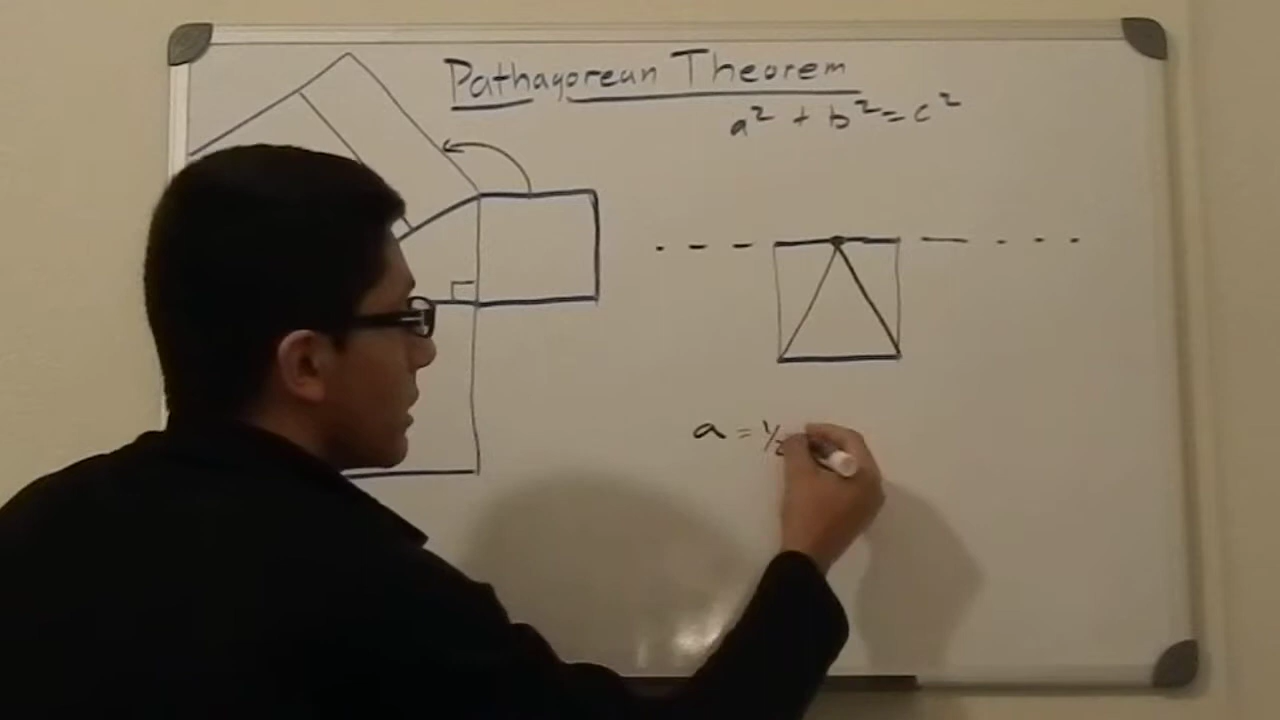 Pathagorean Theorem
a² + b² = c²
a = ½